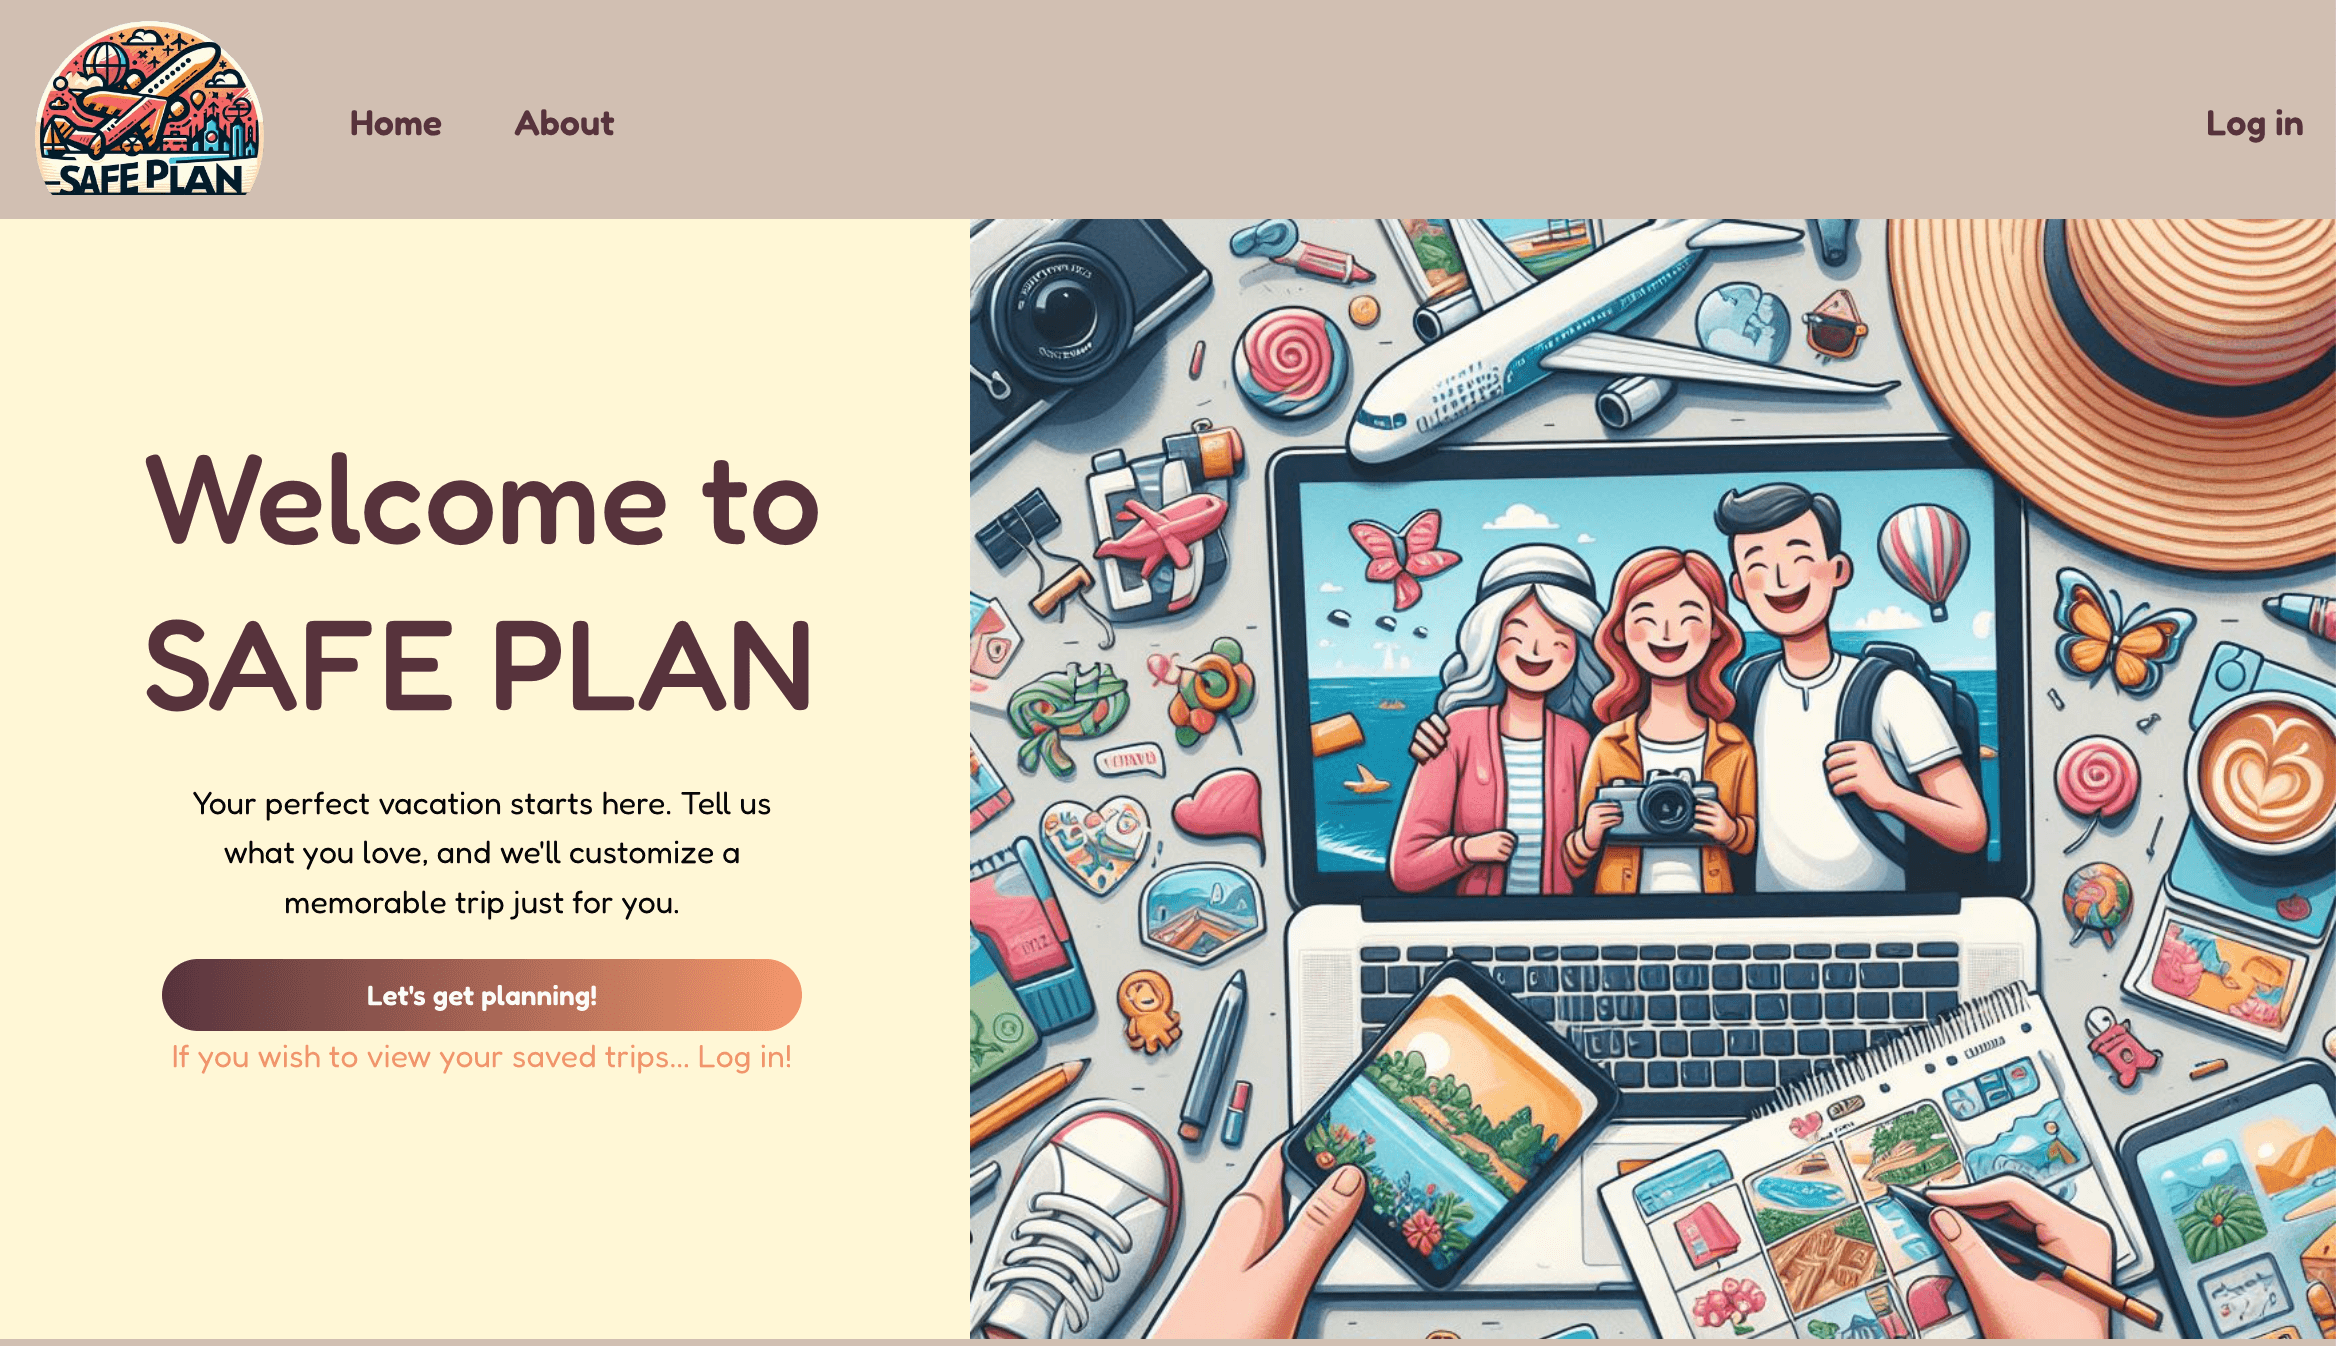 SAFE PLAN
Home
About
Log in
Welcome to
SAFE PLAN
Your perfect vacation starts here. Tell us
what you love, and we'll customize a
memorable trip just for you.
Let's get planning!
If you wish to view your saved trips... Log in!